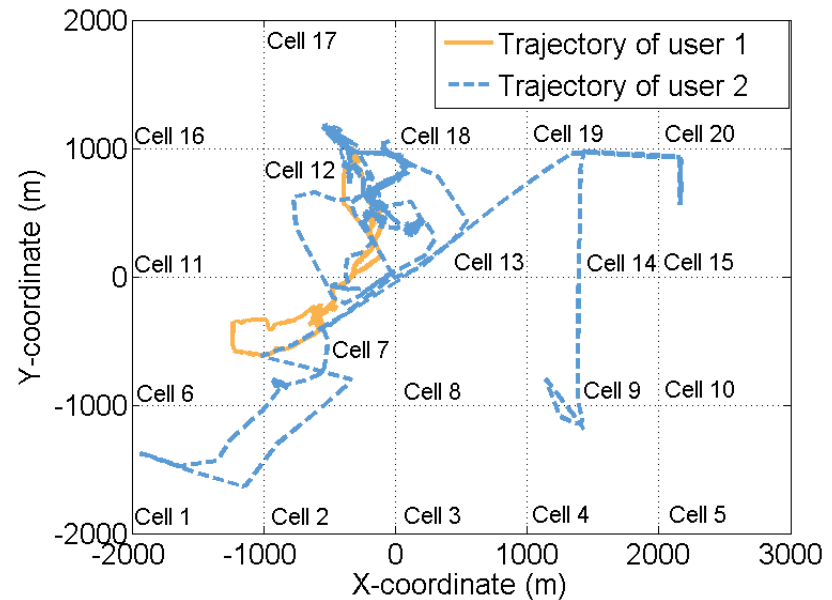 2000
Cell 17
Trajectory of user 1
Trajectory of user 2
Cell 16
Cell 18
Cell 19
Cell 20
1000
Cell 12
Y-coordinate (m)
Cell 11
Cell 13
Cell 14
Cell 15
0
Cell 7
Cell 6
Cell 8
Cell 9
Cell 10
-1000
Cell 1
Cell 2
Cell 3
Cell 4
Cell 5
-2000
-2000 -1000 0 1000 2000 3000
X-coordinate (m)